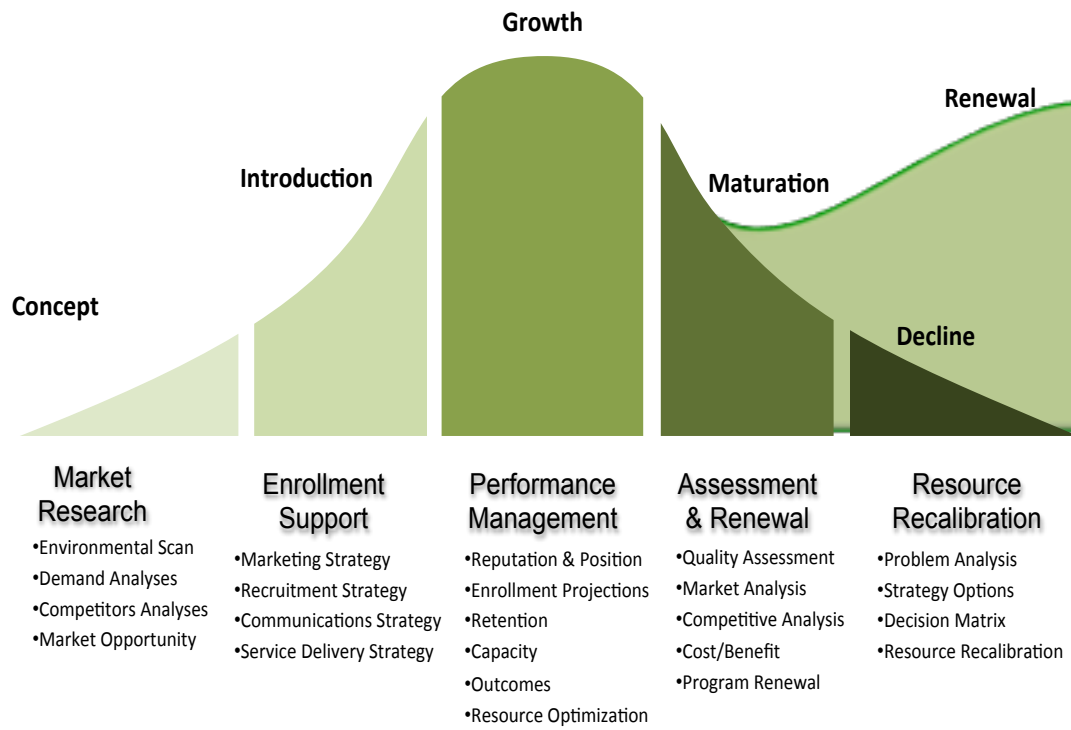 Growth
Renewal
Introduction
Maturation
Concept
Decline
Market
Research
•Environmental Scan
•Demand Analyses
•Competitors Analyses
•Market Opportunity
Enrollment
Support
•Marketing Strategy
•Recruitment Strategy
•Communications Strategy
•Service Delivery Strategy
Performance
Management
•Reputation & Position
•Enrollment Projections
•Retention
•Capacity
•Outcomes
•Resource Optimization
Assessment
& Renewal
•Quality Assessment
•Market Analysis
•Competitive Analysis
•Cost/Benefit
•Program Renewal
Resource
Recalibration
•Problem Analysis
•Strategy Options
•Decision Matrix
•Resource Recalibration